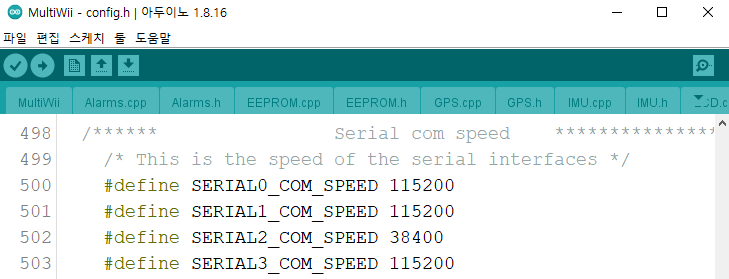 MultiWii - config.h | 아두이노 1.8.16
파일 편집 스케치 툴 도움말
MultiWii Alarms.cpp Alarms.h EEPROM.cpp EEPROM.h GPS.cpp GPS.h IMU.cpp IMU.h
498 /****** Serial com speed *****************
499 /* This is the speed of the serial interfaces */
500 #define SERIAL0_COM_SPEED 115200
501 #define SERIAL1_COM_SPEED 115200
502 #define SERIAL2_COM_SPEED 38400
503 #define SERIAL3_COM_SPEED 115200